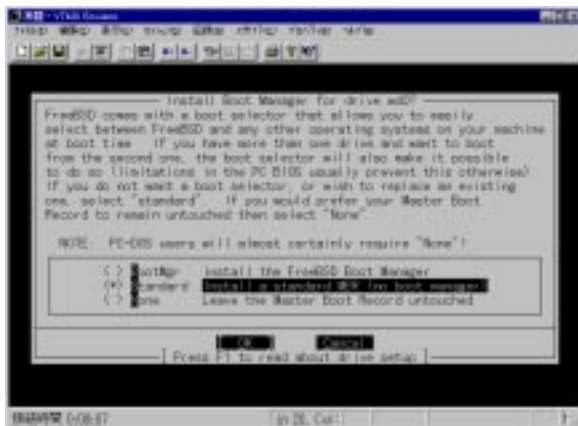 Install Boot Manager for drive wd0?
FreeBSD comes with a boot selector that allows you to easily
select between FreeBSD and any other operating systems on your machine
at boot time. If you have more than one drive and want to boot
from the second one, the boot selector will also make it possible
to do so (limitations in the PC BIOS usually prevent this otherwise)
If you do not want a boot selector, or wish to replace an existing
one, select "standard". If you would prefer your Master Boot
Record to remain untouched then select "None".
NOTE: PC-DOS users will almost certainly require "None"!
( ) BootMgr Install the FreeBSD Boot Manager
(*) Standard Install a standard MBR (no boot manager)
( ) None Leave the Master Boot Record untouched
[ OK ] Cancel
[ Press F1 to read about drive setup ]
接続時間 0:08:07